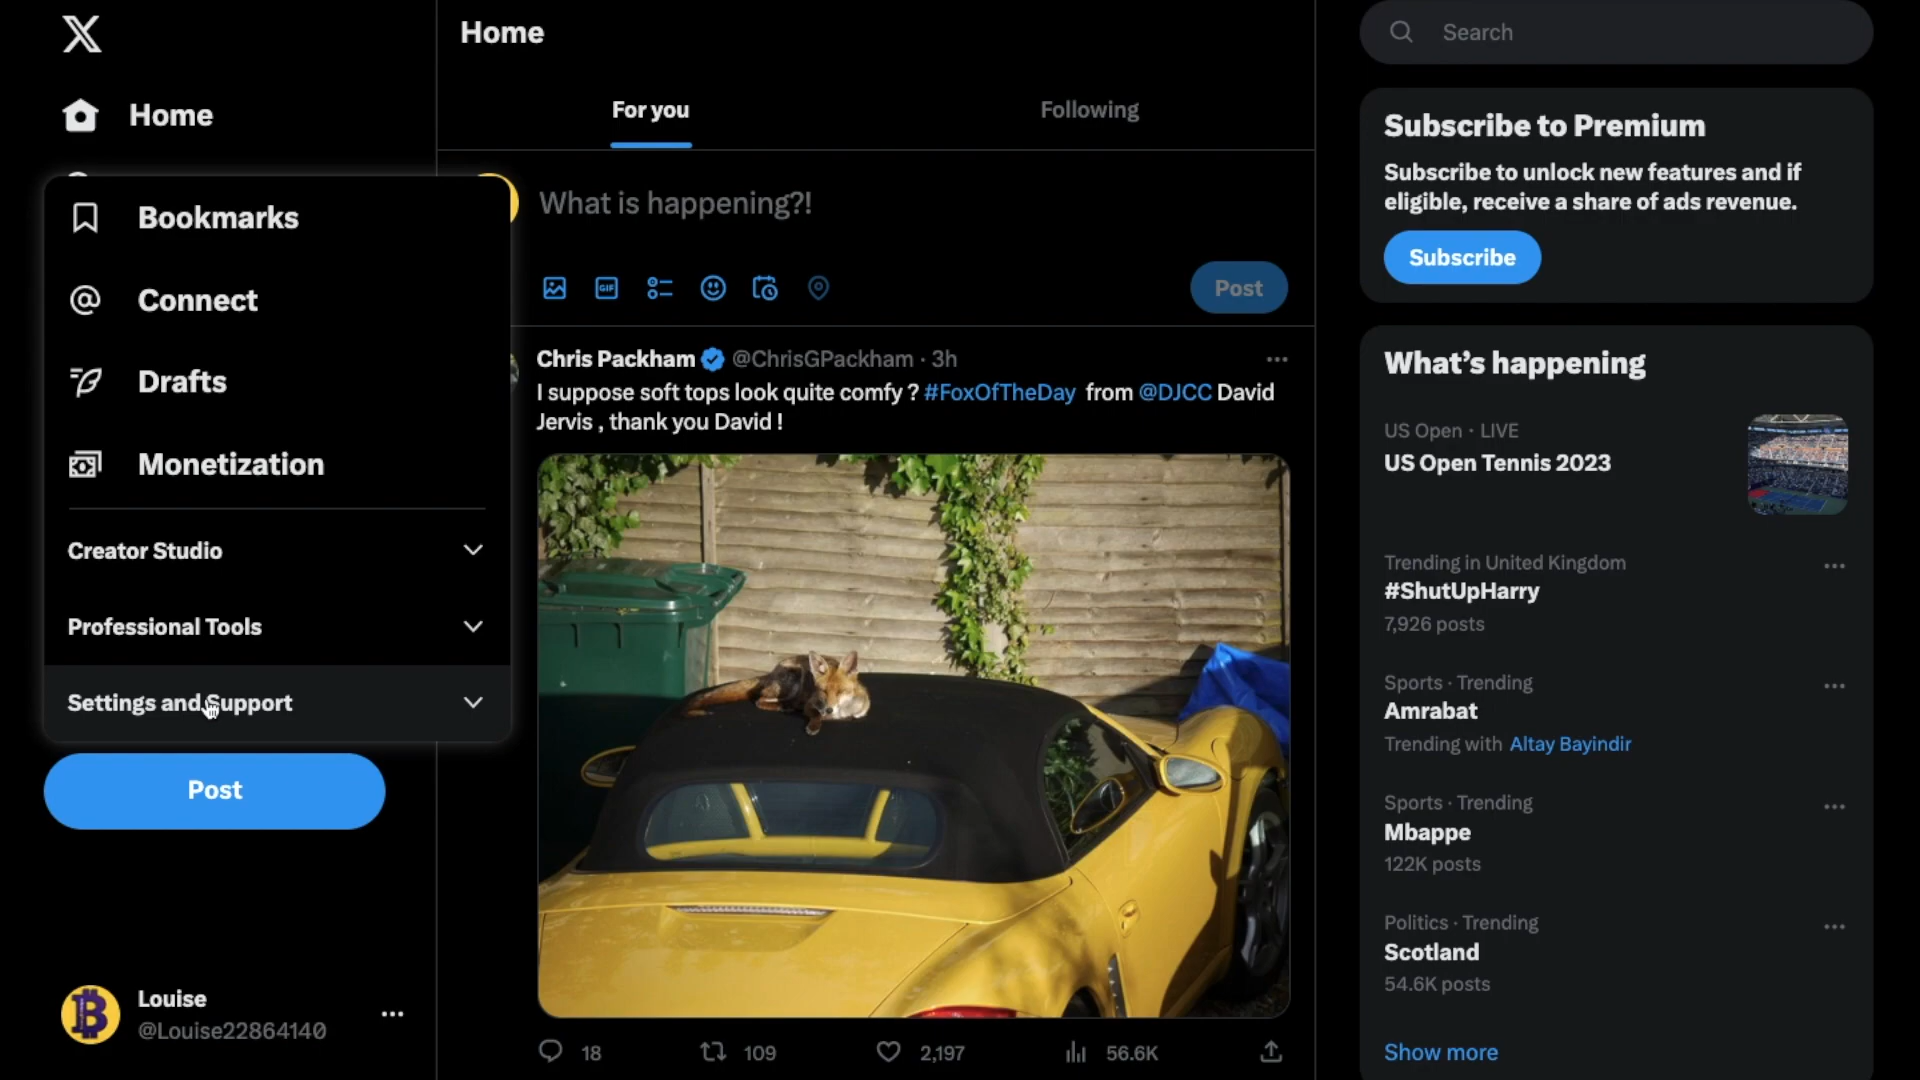 Home
Bookmarks
Connect
Drafts
Monetization
Creator Studio
Professional Tools
Settings and Support
Post
Louise
@Louise22864140
Home
For you
Following
What is happening?!
GIF
Post
Chris Packham @ChrisGPackham · 3h
I suppose soft tops look quite comfy ? #FoxOfTheDay from @DJCC David
Jervis , thank you David !
18
109
2,197
56.6K
Search
Subscribe to Premium
Subscribe to unlock new features and if
eligible, receive a share of ads revenue.
Subscribe
What’s happening
US Open · LIVE
US Open Tennis 2023
Trending in United Kingdom
#ShutUpHarry
7,926 posts
Sports · Trending
Amrabat
Trending with Altay Bayindir
Sports · Trending
Mbappe
122K posts
Politics · Trending
Scotland
54.6K posts
Show more